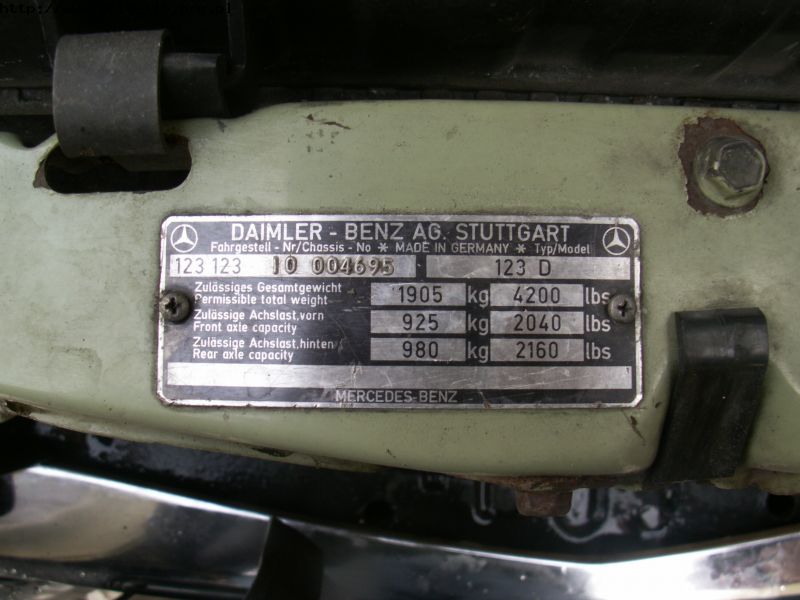 DAIMLER - BENZ AG. STUTTGART
Fahrgestell - Nr/Chassis - No * MADE IN GERMANY * Typ/Model
123 123 10 004695 123 D
Zulässiges Gesamtgewicht
Permissible total weight 1905 kg 4200 lbs
Zulässige Achslast,vorn
Front axle capacity 925 kg 2040 lbs
Zulässige Achslast,hinten
Rear axle capacity 980 kg 2160 lbs
MERCEDES-BENZ